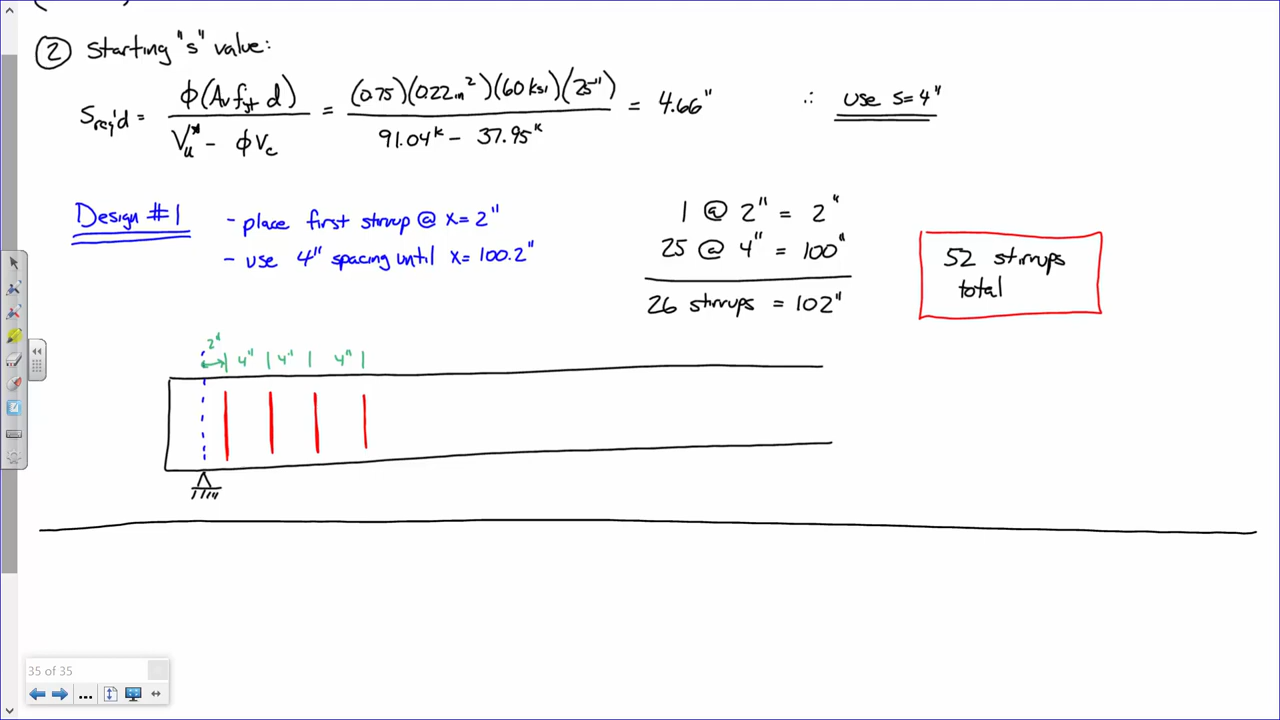 ② Starting "s" value:
S req'd = ϕ(Av fyt d) / (Vu* − ϕVc) = (0.75)(0.22 in²)(60 ksi)(25") / (91.04ᵏ − 37.95ᵏ) = 4.66" ∴ use s=4"
Design #1
- place first stirrup @ x=2"
- use 4" spacing until x=100.2"
1 @ 2" = 2"
25 @ 4" = 100"
26 stirrups = 102"
52 stirrups
total
2"
4" | 4" | 4" |
35 of 35
...